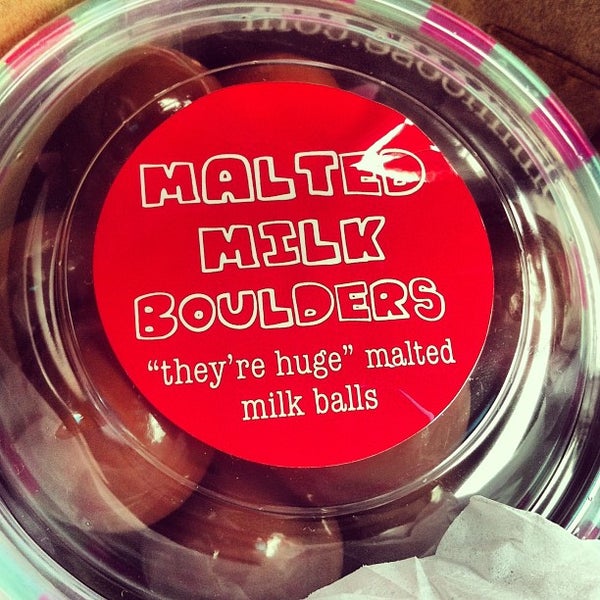 MALTED
MILK
BOULDERS
“they’re huge” malted
milk balls